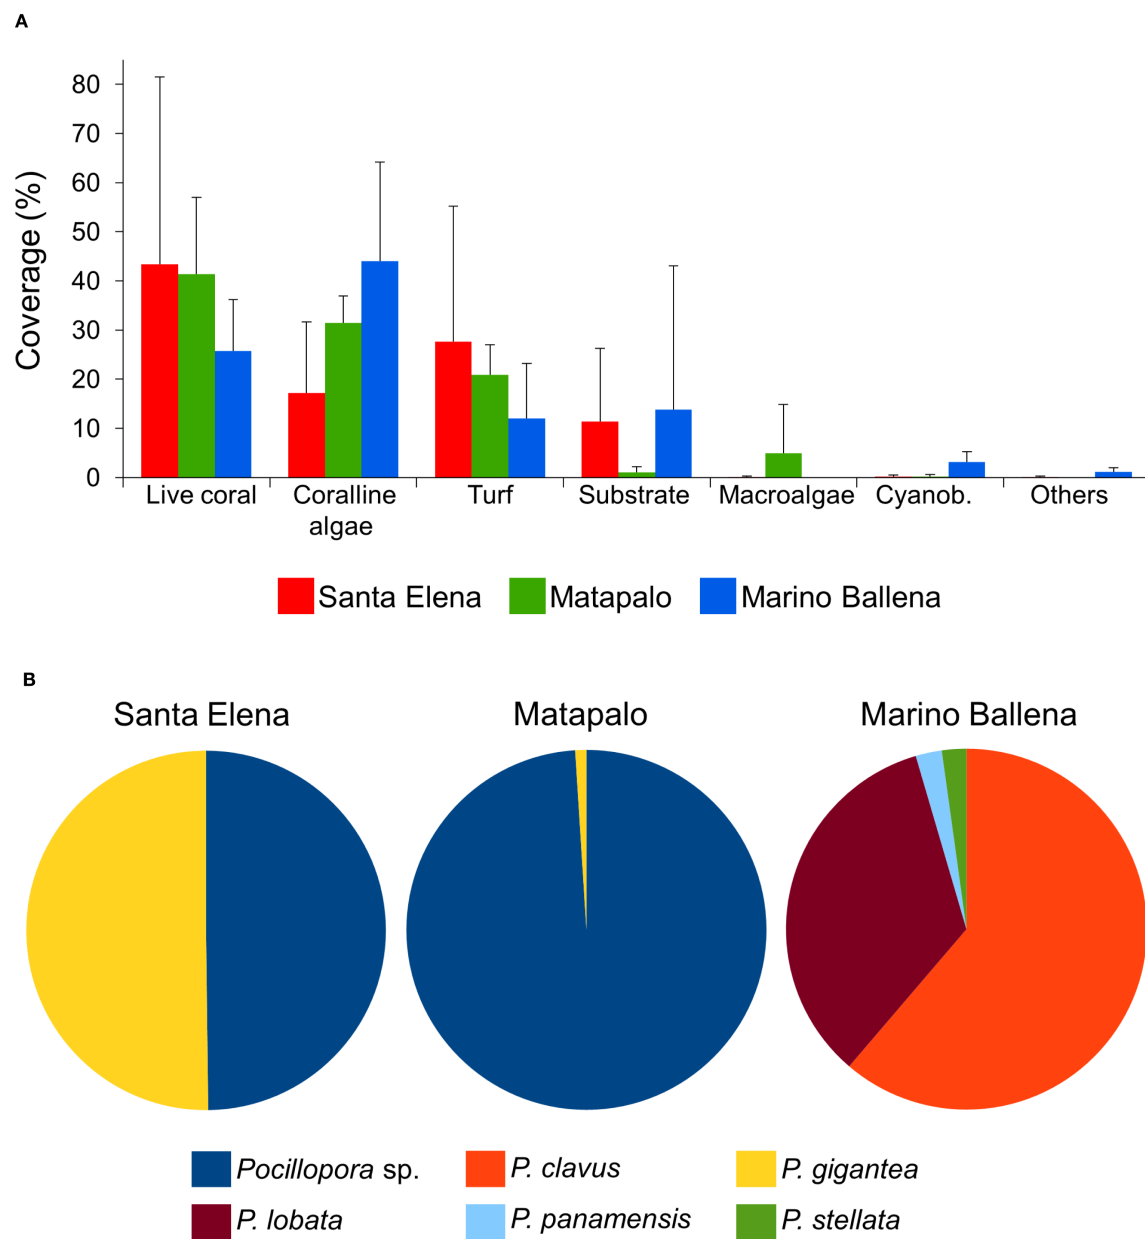 A
Coverage (%)
80
70
60
50
40
30
20
10
0
Live coral
Coralline
algae
Turf
Substrate
Macroalgae
Cyanob.
Others
Santa Elena
Matapalo
Marino Ballena
B
Santa Elena
Matapalo
Marino Ballena
Pocillopora sp.
P. clavus
P. gigantea
P. lobata
P. panamensis
P. stellata